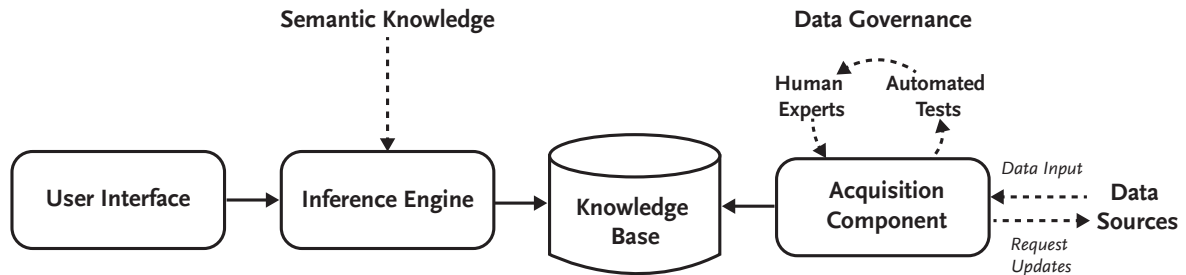 Semantic Knowledge
Data Governance
Human
Experts
Automated
Tests
User Interface
Inference Engine
Knowledge
Base
Acquisition
Component
Data Input
Data
Sources
Request
Updates